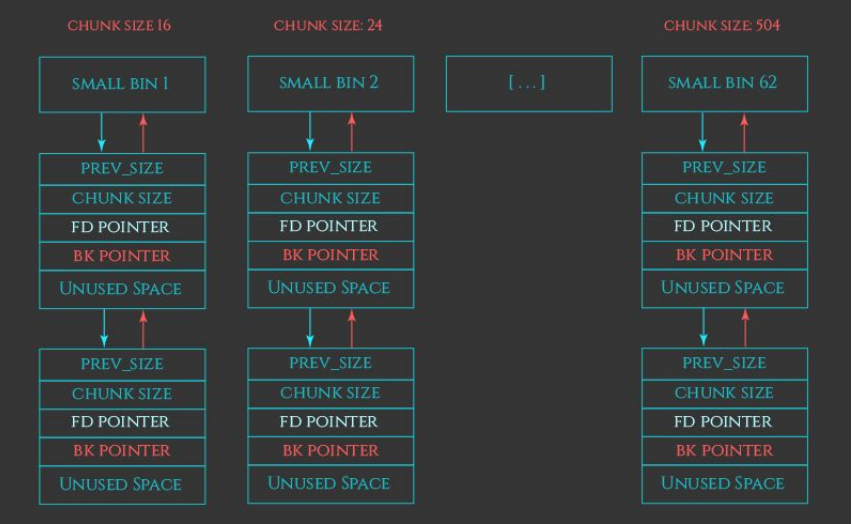 CHUNK SIZE 16
CHUNK SIZE: 24
CHUNK SIZE: 504
SMALL BIN 1
SMALL BIN 2
[...]
SMALL BIN 62
PREV_SIZE
CHUNK SIZE
FD POINTER
BK POINTER
UNUSED SPACE
PREV_SIZE
CHUNK SIZE
FD POINTER
BK POINTER
UNUSED SPACE
PREV_SIZE
CHUNK SIZE
FD POINTER
BK POINTER
UNUSED SPACE
PREV_SIZE
CHUNK SIZE
FD POINTER
BK POINTER
UNUSED SPACE
PREV_SIZE
CHUNK SIZE
FD POINTER
BK POINTER
UNUSED SPACE
PREV_SIZE
CHUNK SIZE
FD POINTER
BK POINTER
UNUSED SPACE